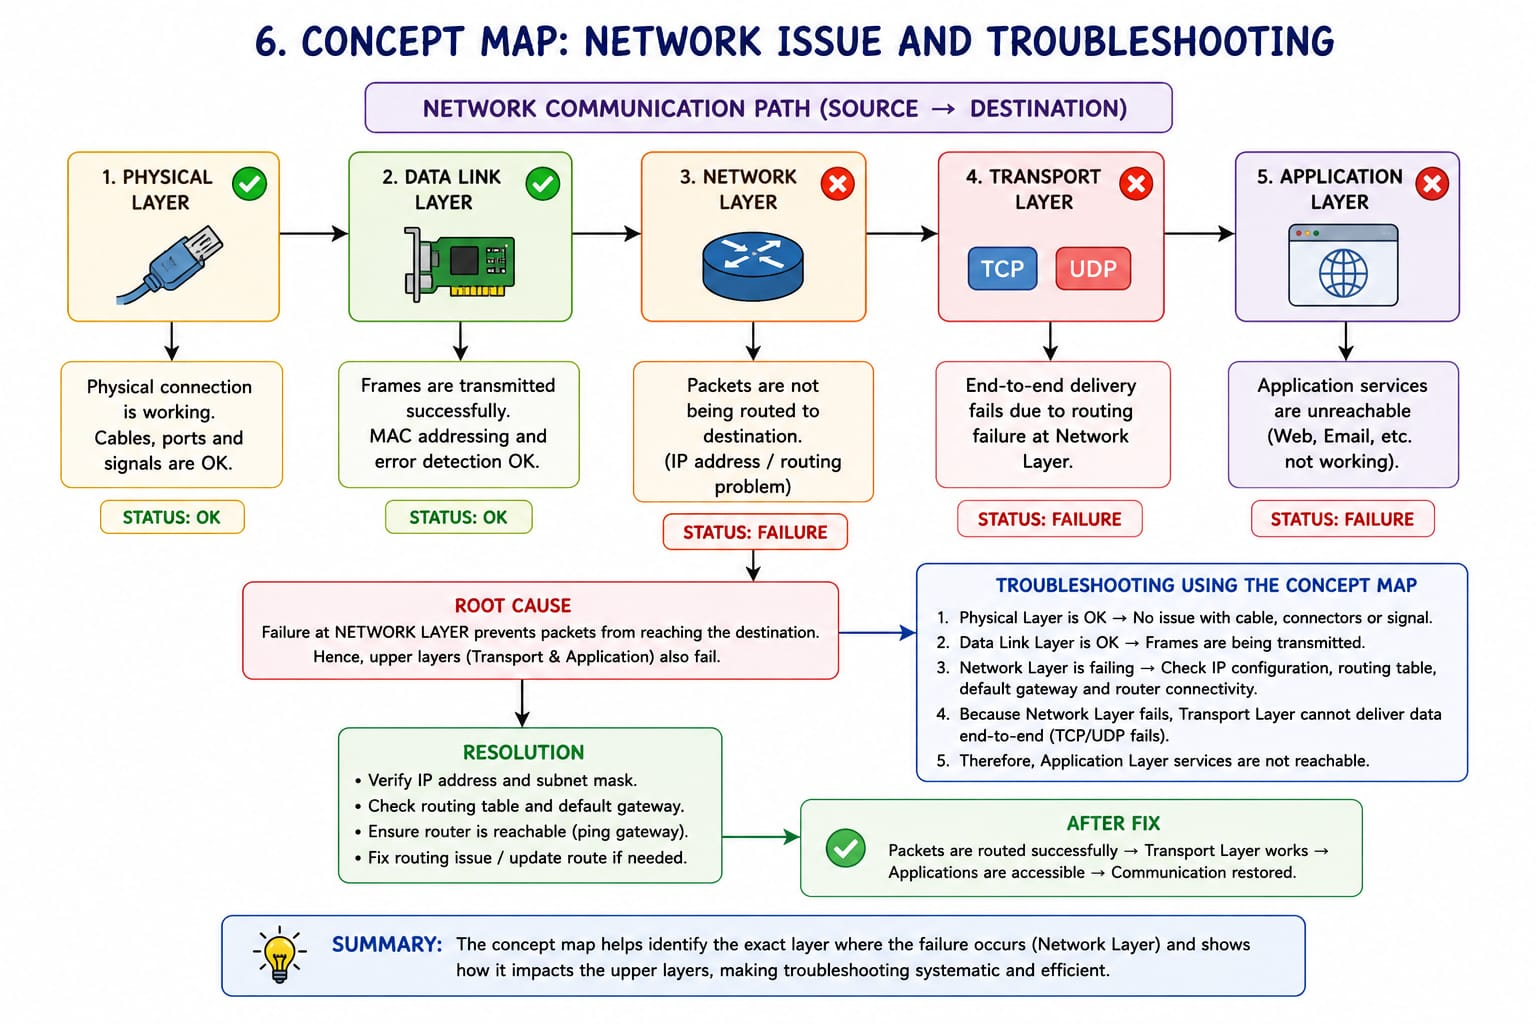 6. CONCEPT MAP: NETWORK ISSUE AND TROUBLESHOOTING
NETWORK COMMUNICATION PATH (SOURCE → DESTINATION)
1. PHYSICAL
LAYER
2. DATA LINK
LAYER
3. NETWORK
LAYER
4. TRANSPORT
LAYER
TCP
UDP
5. APPLICATION
LAYER
Physical connection
is working.
Cables, ports and
signals are OK.
Frames are transmitted
successfully.
MAC addressing and
error detection OK.
Packets are not
being routed to
destination.
(IP address / routing
problem)
End-to-end delivery
fails due to routing
failure at Network
Layer.
Application services
are unreachable
(Web, Email, etc.
not working).
STATUS: OK
STATUS: OK
STATUS: FAILURE
STATUS: FAILURE
STATUS: FAILURE
ROOT CAUSE
Failure at NETWORK LAYER prevents packets from reaching the destination.
Hence, upper layers (Transport & Application) also fail.
TROUBLESHOOTING USING THE CONCEPT MAP
1. Physical Layer is OK → No issue with cable, connectors or signal.
2. Data Link Layer is OK → Frames are being transmitted.
3. Network Layer is failing → Check IP configuration, routing table,
default gateway and router connectivity.
4. Because Network Layer fails, Transport Layer cannot deliver data
end-to-end (TCP/UDP fails).
5. Therefore, Application Layer services are not reachable.
RESOLUTION
• Verify IP address and subnet mask.
• Check routing table and default gateway.
• Ensure router is reachable (ping gateway).
• Fix routing issue / update route if needed.
AFTER FIX
Packets are routed successfully → Transport Layer works →
Applications are accessible → Communication restored.
SUMMARY: The concept map helps identify the exact layer where the failure occurs (Network Layer) and shows
how it impacts the upper layers, making troubleshooting systematic and efficient.